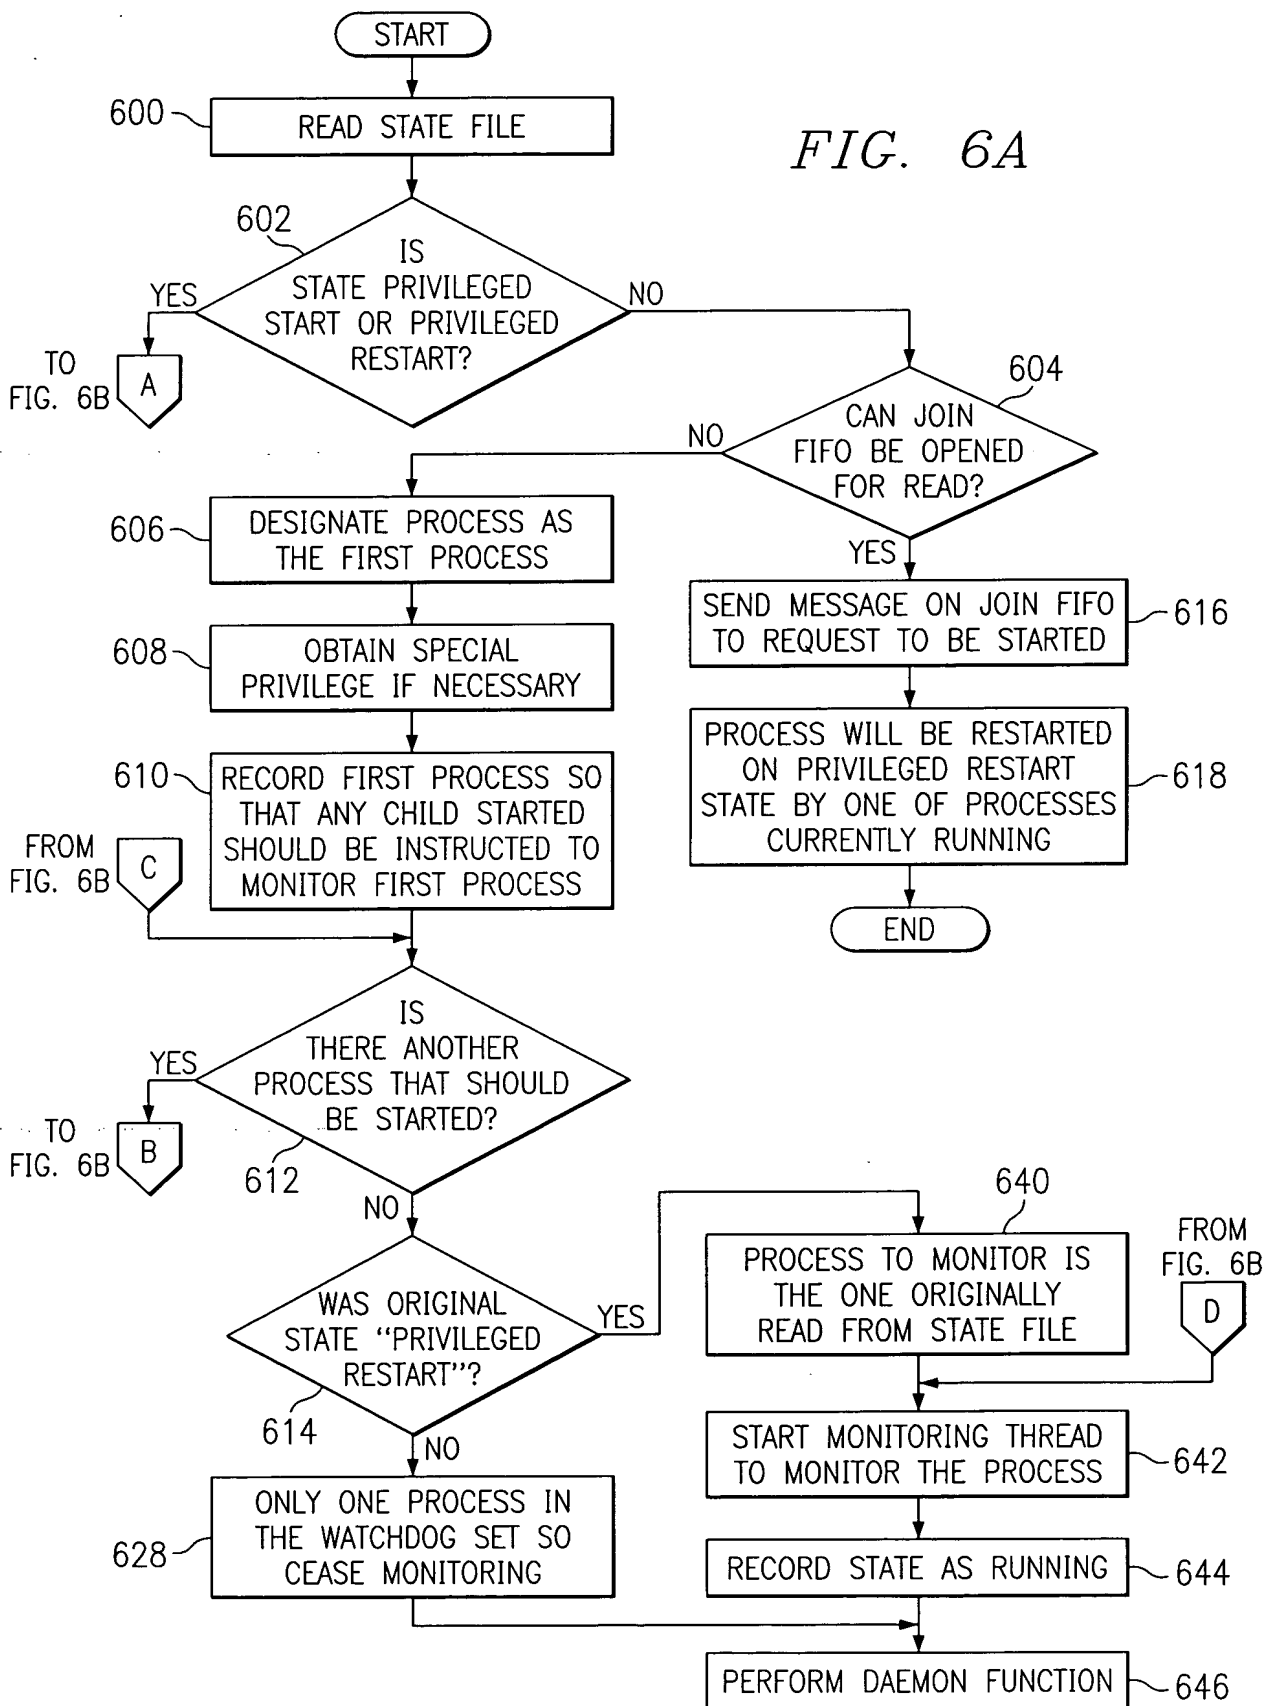 START
600
READ STATE FILE
FIG. 6A
602
IS
STATE PRIVILEGED
START OR PRIVILEGED
RESTART?
YES
NO
TO
FIG. 6B
A
604
CAN JOIN
FIFO BE OPENED
FOR READ?
NO
YES
606
DESIGNATE PROCESS AS
THE FIRST PROCESS
SEND MESSAGE ON JOIN FIFO
TO REQUEST TO BE STARTED
616
608
OBTAIN SPECIAL
PRIVILEGE IF NECESSARY
PROCESS WILL BE RESTARTED
ON PRIVILEGED RESTART
STATE BY ONE OF PROCESSES
CURRENTLY RUNNING
618
610
RECORD FIRST PROCESS SO
THAT ANY CHILD STARTED
SHOULD BE INSTRUCTED TO
MONITOR FIRST PROCESS
FROM
FIG. 6B
C
END
IS
THERE ANOTHER
PROCESS THAT SHOULD
BE STARTED?
YES
TO
FIG. 6B
B
612
NO
640
PROCESS TO MONITOR IS
THE ONE ORIGINALLY
READ FROM STATE FILE
FROM
FIG. 6B
D
WAS ORIGINAL
STATE “PRIVILEGED
RESTART”?
YES
614
NO
START MONITORING THREAD
TO MONITOR THE PROCESS
642
628
ONLY ONE PROCESS IN
THE WATCHDOG SET SO
CEASE MONITORING
RECORD STATE AS RUNNING
644
PERFORM DAEMON FUNCTION
646